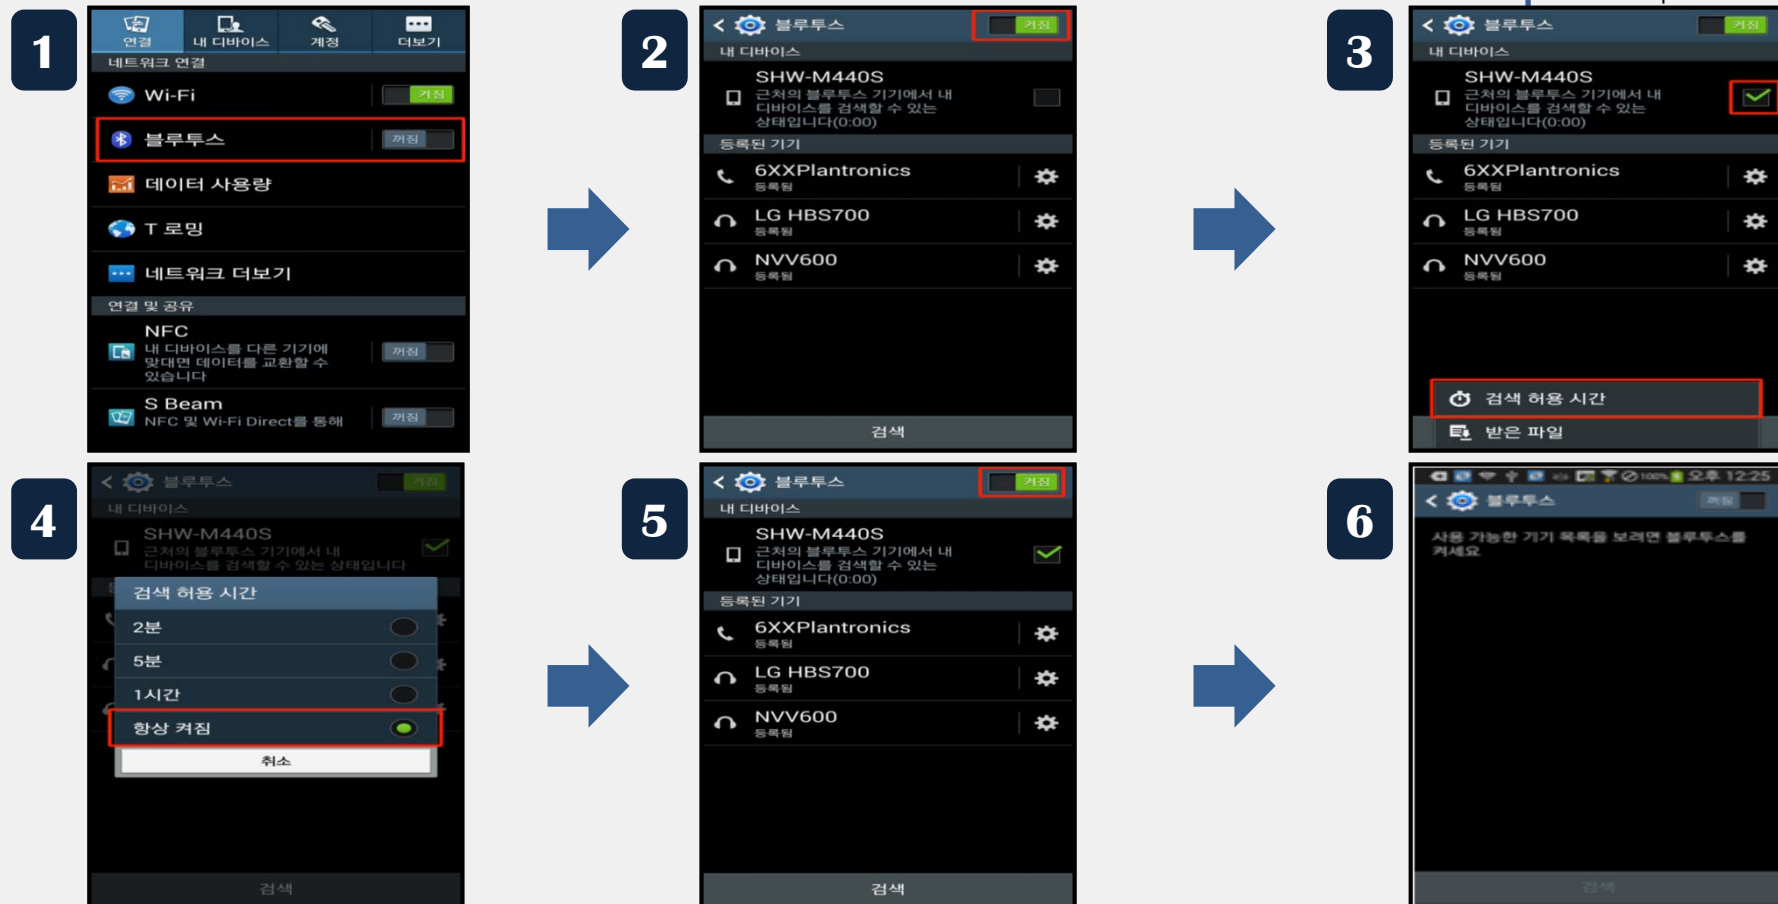 1
연결
내 디바이스
계정
더보기
네트워크 연결
Wi-Fi
켜짐
블루투스
꺼짐
데이터 사용량
T 로밍
네트워크 더보기
연결 및 공유
NFC
내 디바이스를 다른 기기에
맞대면 데이터를 교환할 수
있습니다
꺼짐
S Beam
NFC 및 Wi-Fi Direct를 통해
꺼짐
2
블루투스
켜짐
내 디바이스
SHW-M440S
근처의 블루투스 기기에서 내
디바이스를 검색할 수 있는
상태입니다(0:00)
등록된 기기
6XXPlantronics
등록됨
LG HBS700
등록됨
NVV600
등록됨
검색
3
블루투스
켜짐
내 디바이스
SHW-M440S
근처의 블루투스 기기에서 내
디바이스를 검색할 수 있는
상태입니다(0:00)
등록된 기기
6XXPlantronics
등록됨
LG HBS700
등록됨
NVV600
등록됨
검색 허용 시간
받은 파일
4
블루투스
켜짐
내 디바이스
SHW-M440S
근처의 블루투스 기기에서 내
디바이스를 검색할 수 있는 상태입니다
검색 허용 시간
2분
5분
1시간
항상 켜짐
취소
검색
5
블루투스
켜짐
내 디바이스
SHW-M440S
근처의 블루투스 기기에서 내
디바이스를 검색할 수 있는
상태입니다(0:00)
등록된 기기
6XXPlantronics
등록됨
LG HBS700
등록됨
NVV600
등록됨
검색
6
100% 오후 12:25
블루투스
꺼짐
사용 가능한 기기 목록을 보려면 블루투스를
켜세요
검색